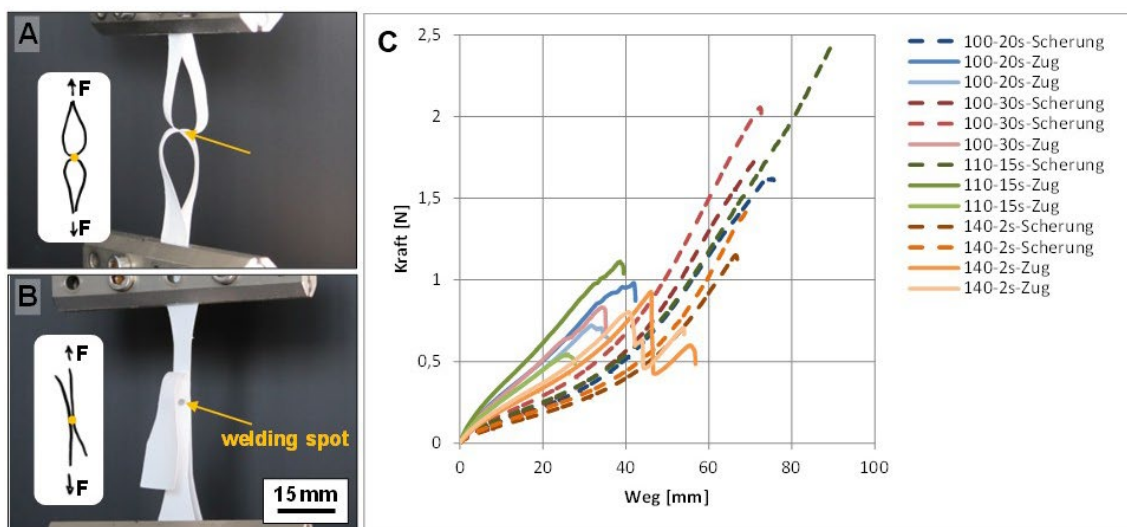 A
F
F
B
F
F
welding spot
15 mm
C
2,5
2
1,5
1
0,5
0
Kraft [N]
0
20
40
60
80
100
Weg [mm]
100-20s-Scherung
100-20s-Zug
100-20s-Zug
100-30s-Scherung
100-30s-Scherung
100-30s-Zug
110-15s-Scherung
110-15s-Zug
110-15s-Zug
140-2s-Scherung
140-2s-Scherung
140-2s-Zug
140-2s-Zug